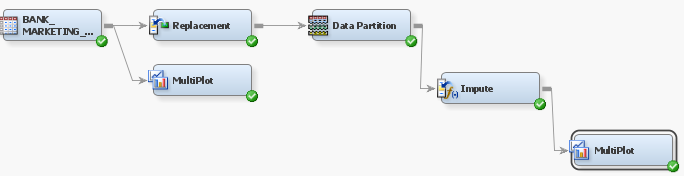 BANK_
MARKETING_...
Replacement
Data Partition
MultiPlot
Impute
MultiPlot